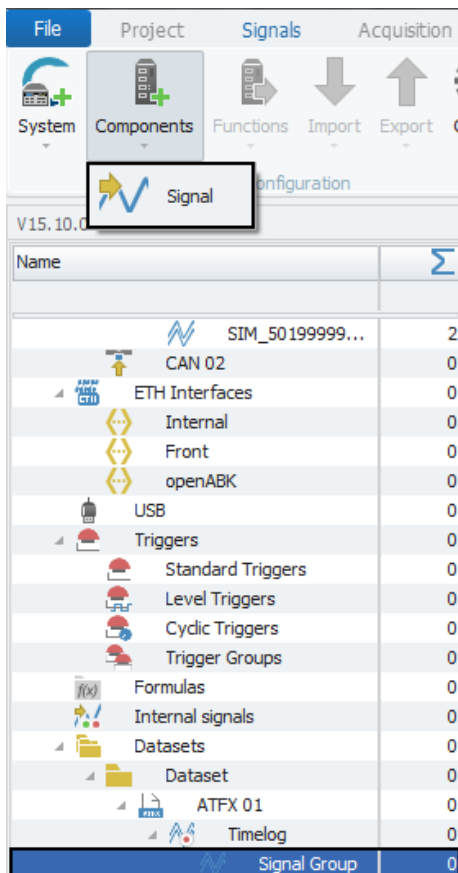 File Project Signals Acquisition
System Components Functions Import Export
Signal
V15.10.0
Name Σ
SIM_50199999... 2
CAN 02 0
ETH Interfaces 0
Internal 0
Front 0
openABK 0
USB 0
Triggers 0
Standard Triggers 0
Level Triggers 0
Cyclic Triggers 0
Trigger Groups 0
f(x) Formulas 0
Internal signals 0
Datasets 0
Dataset 0
ATFX 01 0
Timelog 0
Signal Group 0